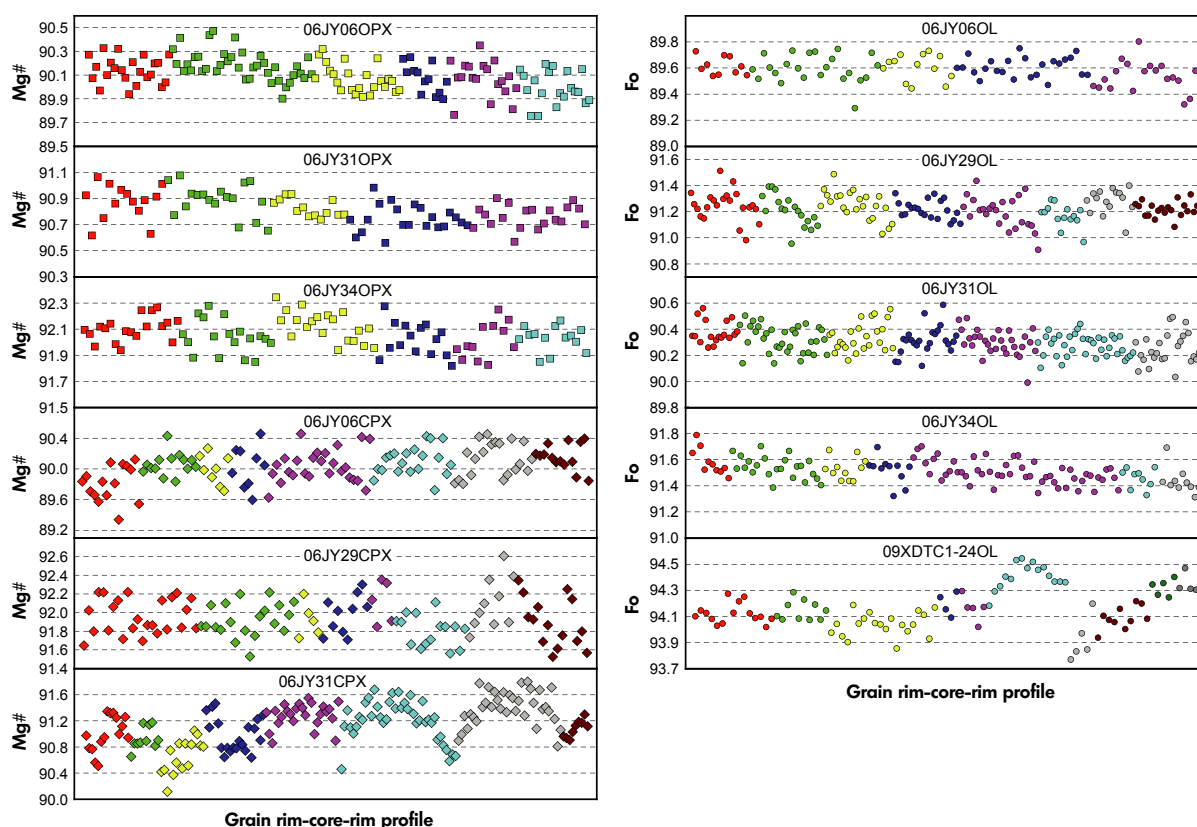 06JY06OPX
Mg#
90.5
90.3
90.1
89.9
89.7
89.5
06JY31OPX
Mg#
91.1
90.9
90.7
90.5
90.3
06JY34OPX
Mg#
92.3
92.1
91.9
91.7
91.5
06JY06CPX
Mg#
90.4
90.0
89.6
89.2
06JY29CPX
Mg#
92.6
92.4
92.2
92.0
91.8
91.6
91.4
06JY31CPX
Mg#
91.6
91.2
90.8
90.4
90.0
Grain rim-core-rim profile
06JY06OL
Fo
89.8
89.6
89.4
89.2
89.0
06JY29OL
Fo
91.6
91.4
91.2
91.0
90.8
06JY31OL
Fo
90.6
90.4
90.2
90.0
89.8
06JY34OL
Fo
91.8
91.6
91.4
91.2
91.0
09XDTC1-24OL
Fo
94.5
94.3
94.1
93.9
93.7
Grain rim-core-rim profile